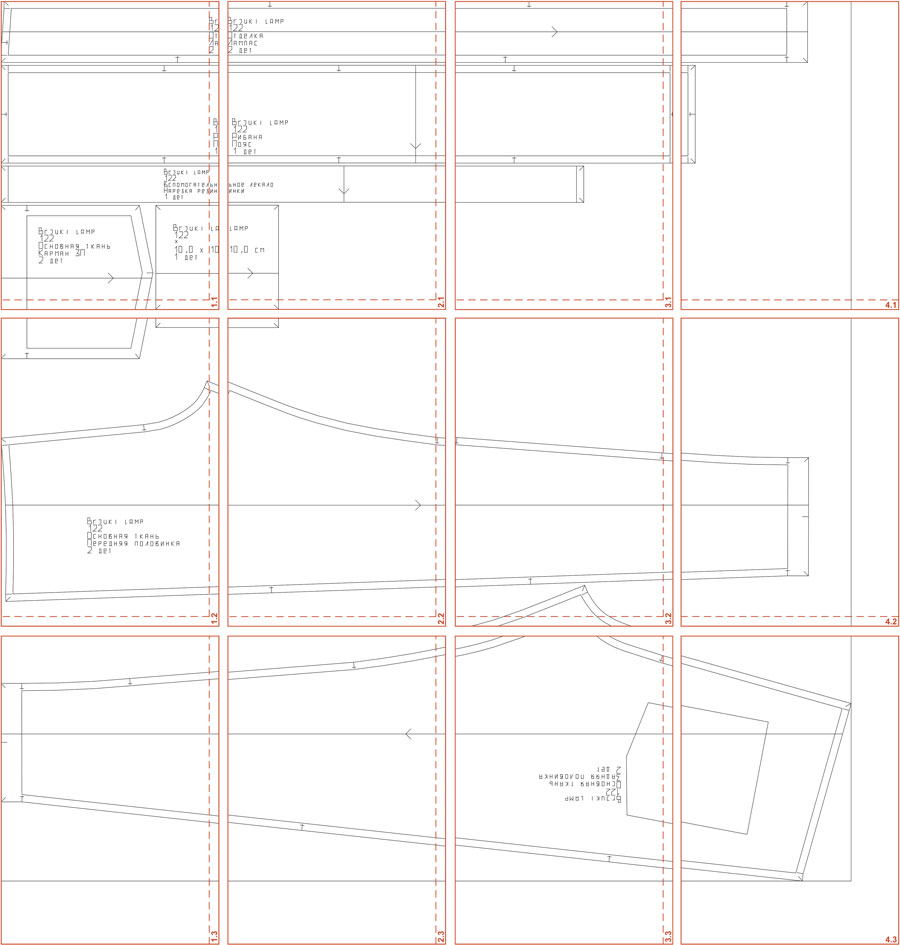 Brjuki lamp
122
Отделка
Лампас
2 дет
Brjuki lamp
122
Рибана
Пояс
1 дет
Brjuki lamp
122
Вспомогательное лекало
Нарезка резинки
1 дет
Brjuki lamp
122
Основная ткань
Карман ЗП
2 дет
Brjuki lamp
122
x
10,0 x 10,0 см
1 дет
1.1
2.1
3.1
4.1
Brjuki lamp
122
Основная ткань
Передняя половинка
2 дет
1.2
2.2
3.2
4.2
Brjuki lamp
122
Основная ткань
Задняя половинка
2 дет
1.3
2.3
3.3
4.3